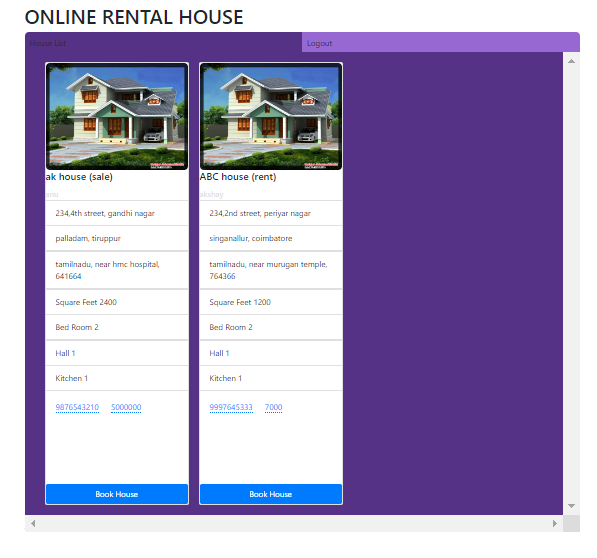 ONLINE RENTAL HOUSE
House List
Logout
ak house (sale)
anu
234,4th street, gandhi nagar
palladam, tiruppur
tamilnadu, near hmc hospital,
641664
Square Feet 2400
Bed Room 2
Hall 1
Kitchen 1
9876543210 5000000
Book House
ABC house (rent)
akshay
234,2nd street, periyar nagar
singanallur, coimbatore
tamilnadu, near murugan temple,
764366
Square Feet 1200
Bed Room 2
Hall 1
Kitchen 1
9997645333 7000
Book House